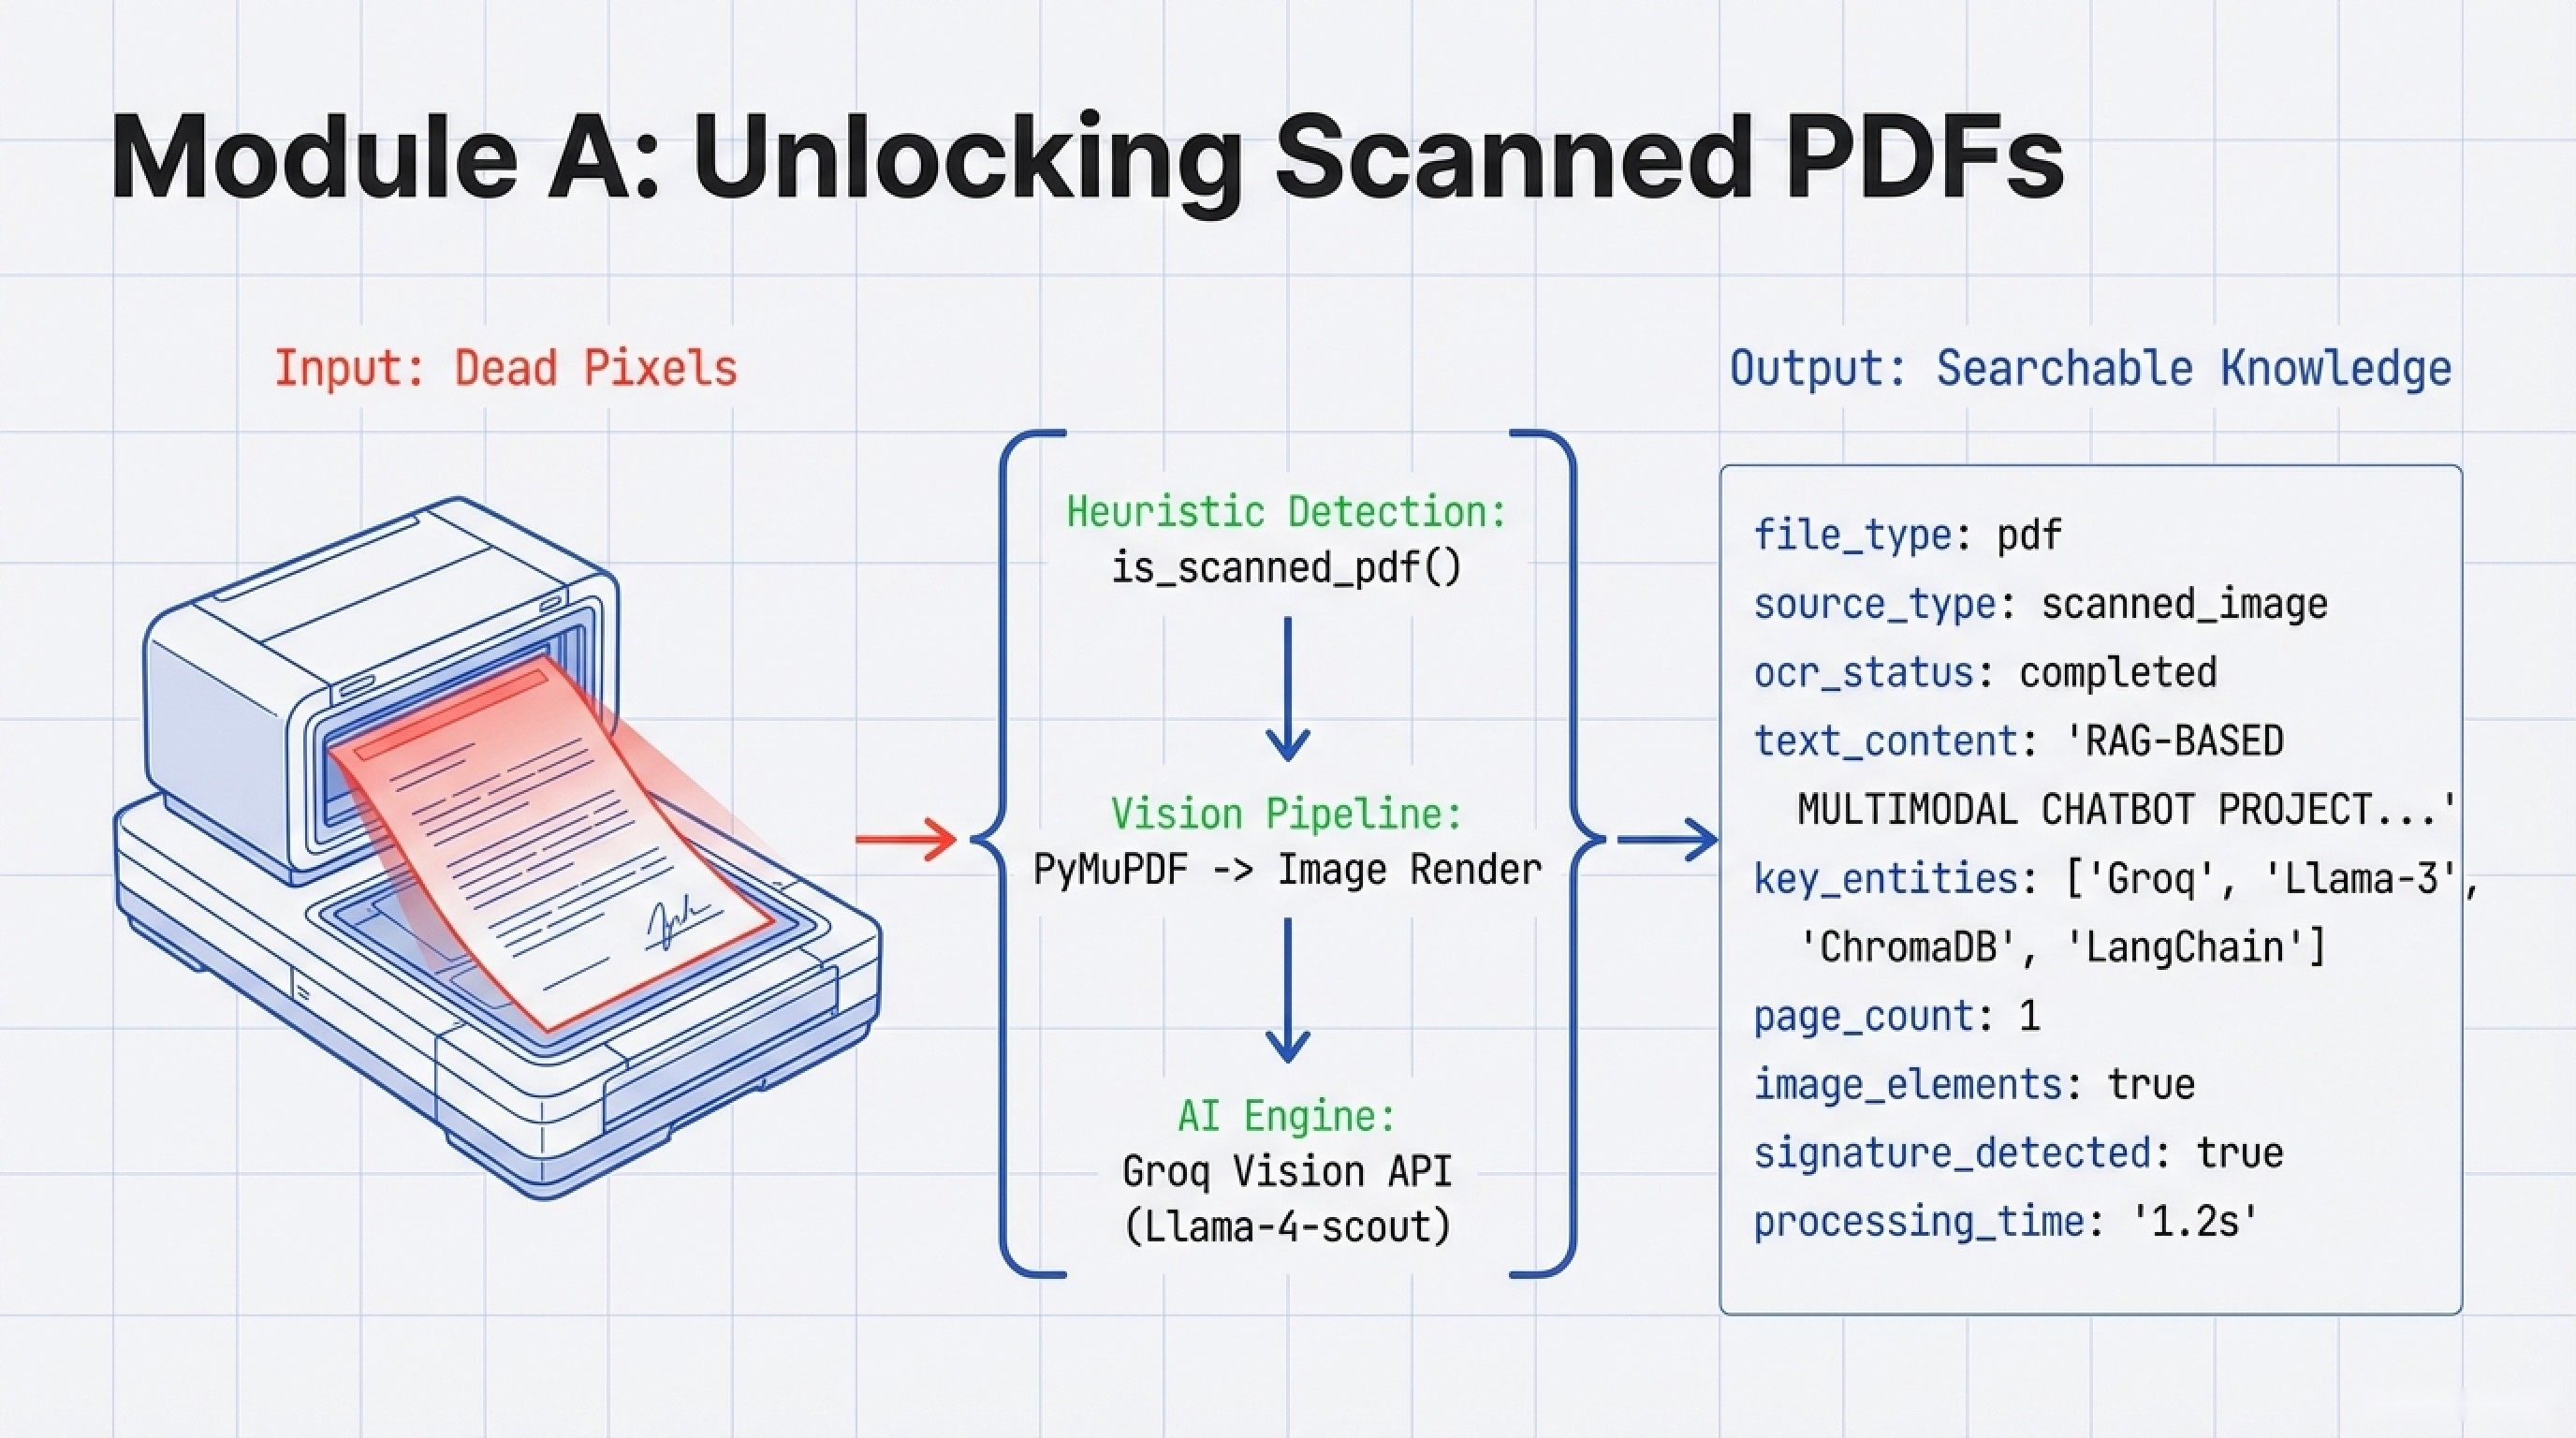 Module A: Unlocking Scanned PDFs
Input: Dead Pixels
Heuristic Detection:
is_scanned_pdf()
Vision Pipeline:
PyMuPDF -> Image Render
AI Engine:
Groq Vision API
(Llama-4-scout)
Output: Searchable Knowledge
file_type: pdf
source_type: scanned_image
ocr_status: completed
text_content: 'RAG-BASED
MULTIMODAL CHATBOT PROJECT...'
key_entities: ['Groq', 'Llama-3',
'ChromaDB', 'LangChain']
page_count: 1
image_elements: true
signature_detected: true
processing_time: '1.2s'